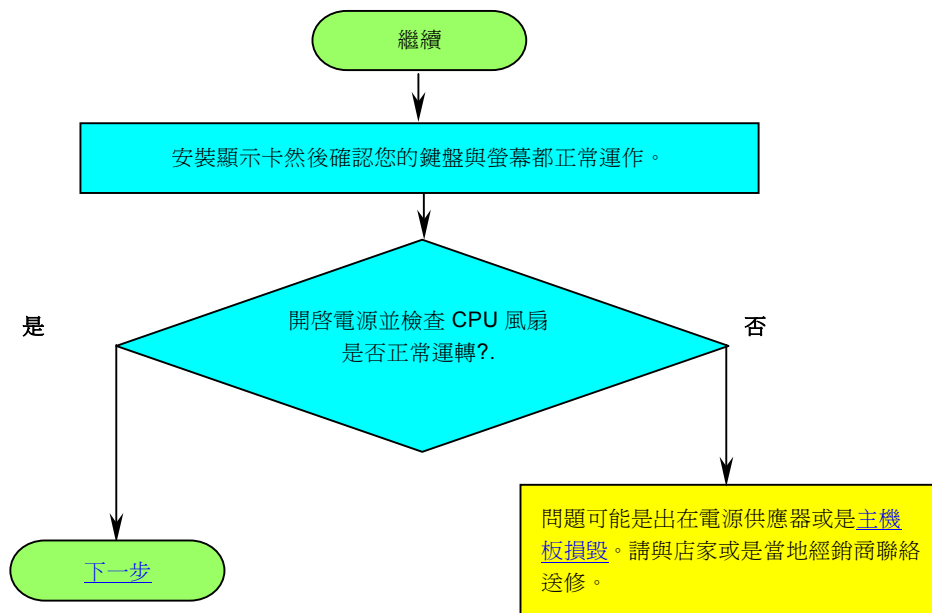 繼續
安裝顯示卡然後確認您的鍵盤與螢幕都正常運作。
是
開啓電源並檢查 CPU 風扇
是否正常運轉?.
否
問題可能是出在電源供應器或是主機
板損毀。請與店家或是當地經銷商聯絡
送修。
下一步